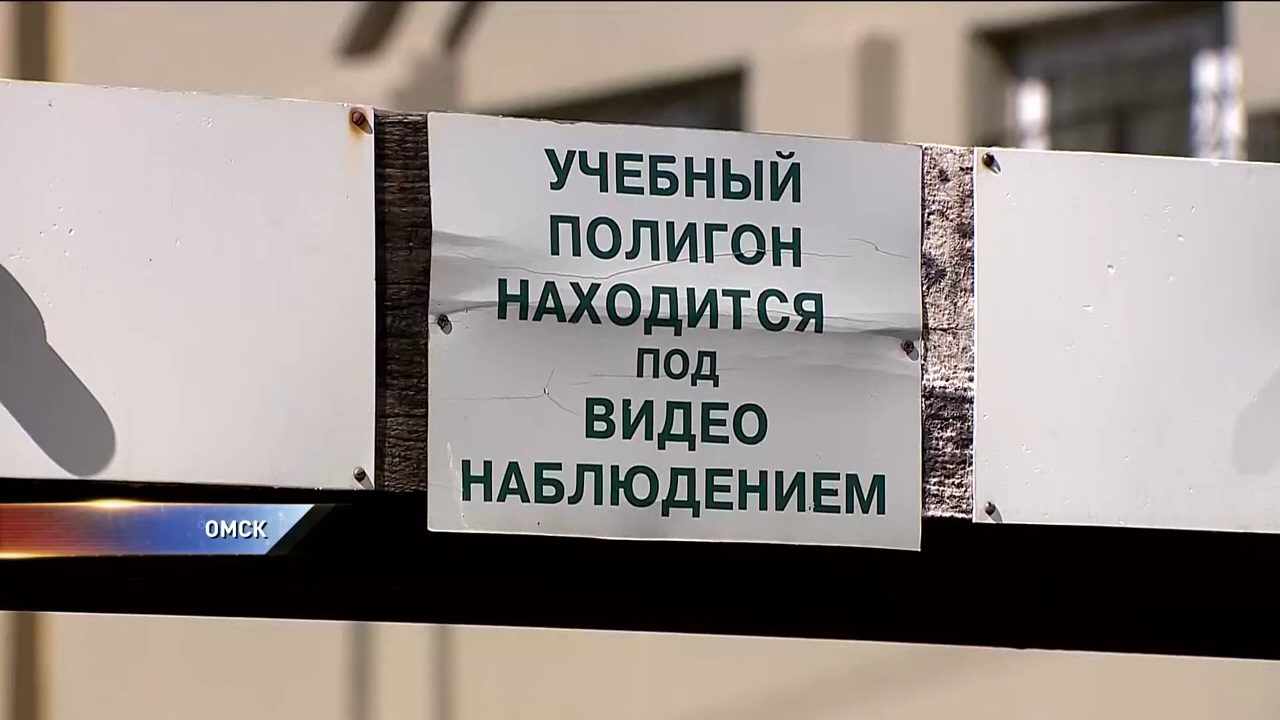 УЧЕБНЫЙ
ПОЛИГОН
НАХОДИТСЯ
ПОД
ВИДЕО
НАБЛЮДЕНИЕМ
ОМСК